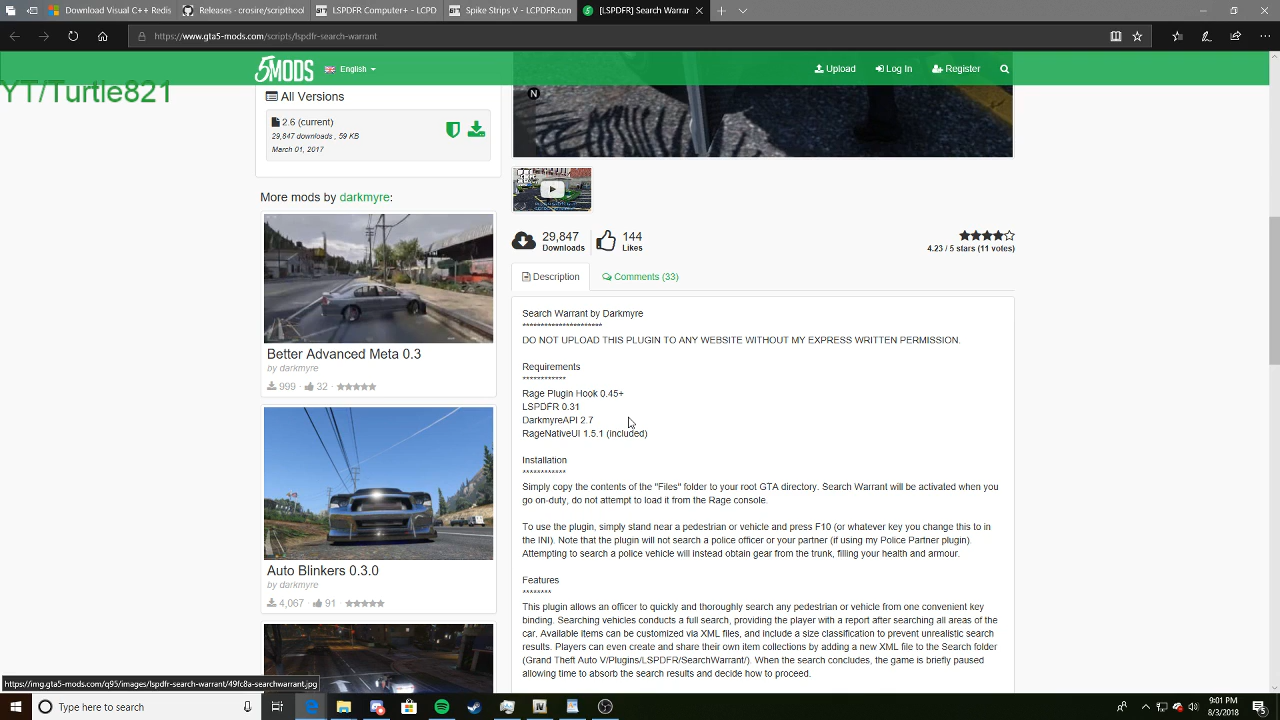 Download Visual C++ Redis
Releases - crosire/scripthool
LSPDFR Computer+ - LCPD
Spike Strips V - LCPDFR.con
[LSPDFR] Search Warrar
https://www.gta5-mods.com/scripts/lspdfr-search-warrant
5MODS
English
Upload
Log In
Register
YT/Turtle821
All Versions
2.6 (current)
29,847 downloads , 59 KB
March 01, 2017
N
More mods by darkmyre:
Better Advanced Meta 0.3
by darkmyre
999 · 32 ·
Auto Blinkers 0.3.0
by darkmyre
4,067 · 91 ·
29,847
Downloads
144
Likes
4.23 / 5 stars (11 votes)
Description
Comments (33)
Search Warrant by Darkmyre
**********************
DO NOT UPLOAD THIS PLUGIN TO ANY WEBSITE WITHOUT MY EXPRESS WRITTEN PERMISSION.
Requirements
************
Rage Plugin Hook 0.45+
LSPDFR 0.31
DarkmyreAPI 2.7
RageNativeUI 1.5.1 (included)
Installation
************
Simply copy the contents of the "Files" folder to your root GTA directory. Search Warrant will be activated when you
go on-duty, do not attempt to load it from the Rage console.
To use the plugin, simply stand near a pedestrian or vehicle and press F10 (or whatever key you change this to in
the INI). Note that the plugin will not search a police officer or your partner (if using my Police Partner plugin).
Attempting to search a police vehicle will instead obtain gear from the trunk, filling your health and armour.
Features
********
This plugin allows an officer to quickly and thoroughly search any pedestrian or vehicle from one convenient key
binding. Searching vehicles conducts a full search, providing the player with a report after searching all areas of the
car. Available items can be customized via XML files, and include a size classification to prevent unrealistic search
results. Players can even create and share their own item collections by adding a new XML file to the Search folder
(Grand Theft Auto V/Plugins/LSPDFR/SearchWarrant/). When the search concludes, the game is briefly paused
allowing time to absorb the search results and decide how to proceed.
https://img.gta5-mods.com/q95/images/lspdfr-search-warrant/49fc8a-searchwarrant.jpg
Type here to search
9:01 PM
8/3/2018